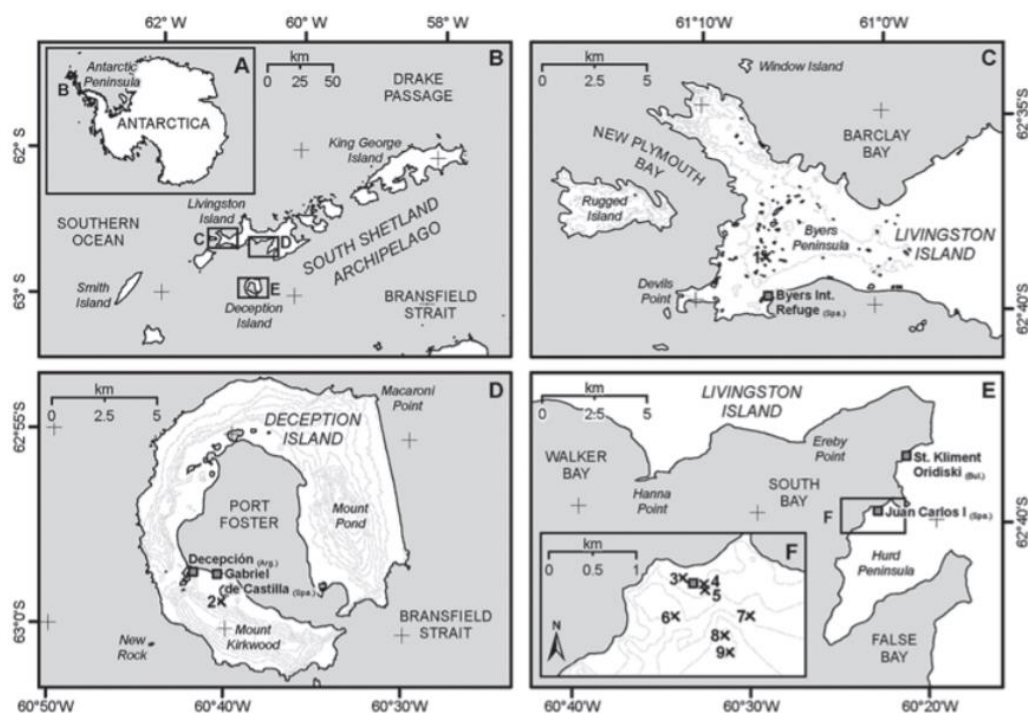 62° W
60° W
58° W
61°10'W
61°0'W
A
Antarctic
Peninsula
B
ANTARCTICA
km
0 25 50
B
DRAKE
PASSAGE
62° S
King George
Island
Livingston
Island
SOUTHERN
OCEAN
C
D
SOUTH SHETLAND
ARCHIPELAGO
63° S
Smith
Island
E
Deception
Island
BRANSFIELD
STRAIT
km
0 2.5 5
Window Island
C
62°35'S
NEW PLYMOUTH
BAY
BARCLAY
BAY
Rugged
Island
Byers
Peninsula
LIVINGSTON
ISLAND
1
Devils
Point
Byers Int.
Refuge (Spa.)
62°40'S
km
0 2.5 5
D
Macaroni
Point
62°55'S
DECEPTION
ISLAND
PORT
FOSTER
Mount
Pond
Decepción (Arg.)
Gabriel
de Castilla (Spa.)
2
63°0'S
Mount
Kirkwood
New
Rock
BRANSFIELD
STRAIT
60°50'W
60°40'W
60°30'W
km
0 2.5 5
LIVINGSTON
ISLAND
E
WALKER
BAY
Ereby
Point
St. Kliment
Oridiski (Bul.)
Hanna
Point
SOUTH
BAY
F
Juan Carlos I (Spa.)
62°40'S
km
0 0.5 1
F
3
4
5
6
7
8
9
N
Hurd
Peninsula
FALSE
BAY
60°40'W
60°30'W
60°20'W